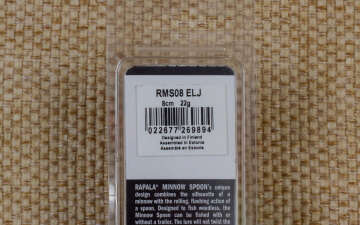 RMS08 ELJ
8cm 22g
022677269894
Designed in Finland
Assembled in Estonia
Assemblé en Estonie
RAPALA® MINNOW SPOON's unique
design combines the silhouette of a
minnow with the rolling, flashing action of
a spoon. Designed to fish weedless, the
Minnow Spoon can be fished with or
without a trailer. The lure will not twist the